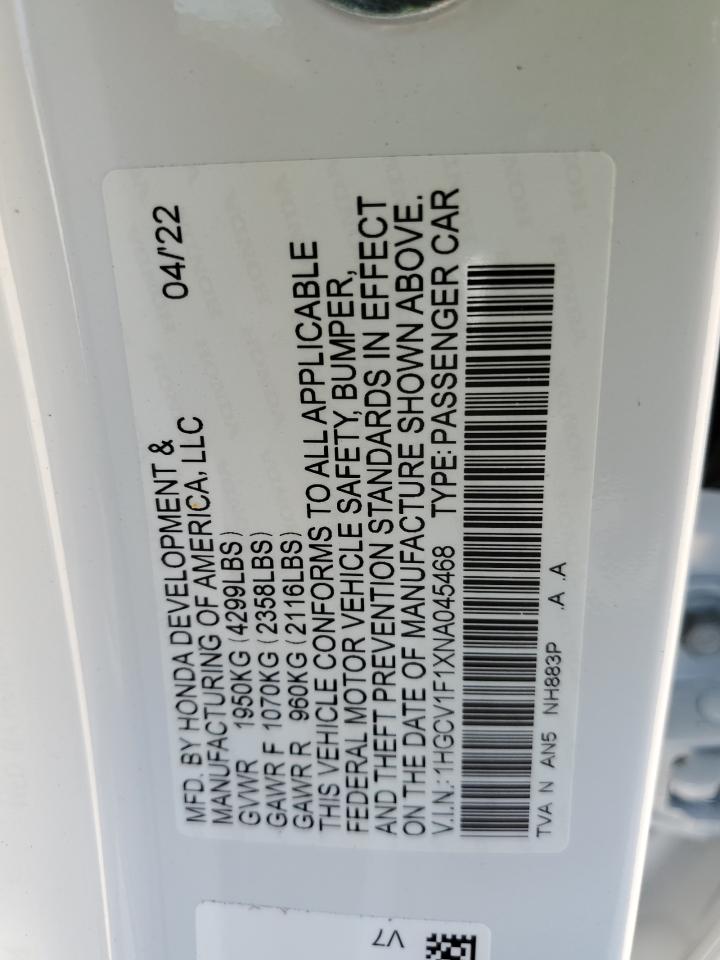 MFD. BY HONDA DEVELOPMENT & 04/'22
MANUFACTURING OF AMERICA, LLC
GVWR 1950KG (4299LBS)
GAWR F 1070KG (2358LBS)
GAWR R 960KG (2116LBS)
THIS VEHICLE CONFORMS TO ALL APPLICABLE
FEDERAL MOTOR VEHICLE SAFETY, BUMPER,
AND THEFT PREVENTION STANDARDS IN EFFECT
ON THE DATE OF MANUFACTURE SHOWN ABOVE.
V.I.N.: 1HGCV1F1XNA045468 TYPE:PASSENGER CAR
TVA N AN5 NH883P .A .A
V7